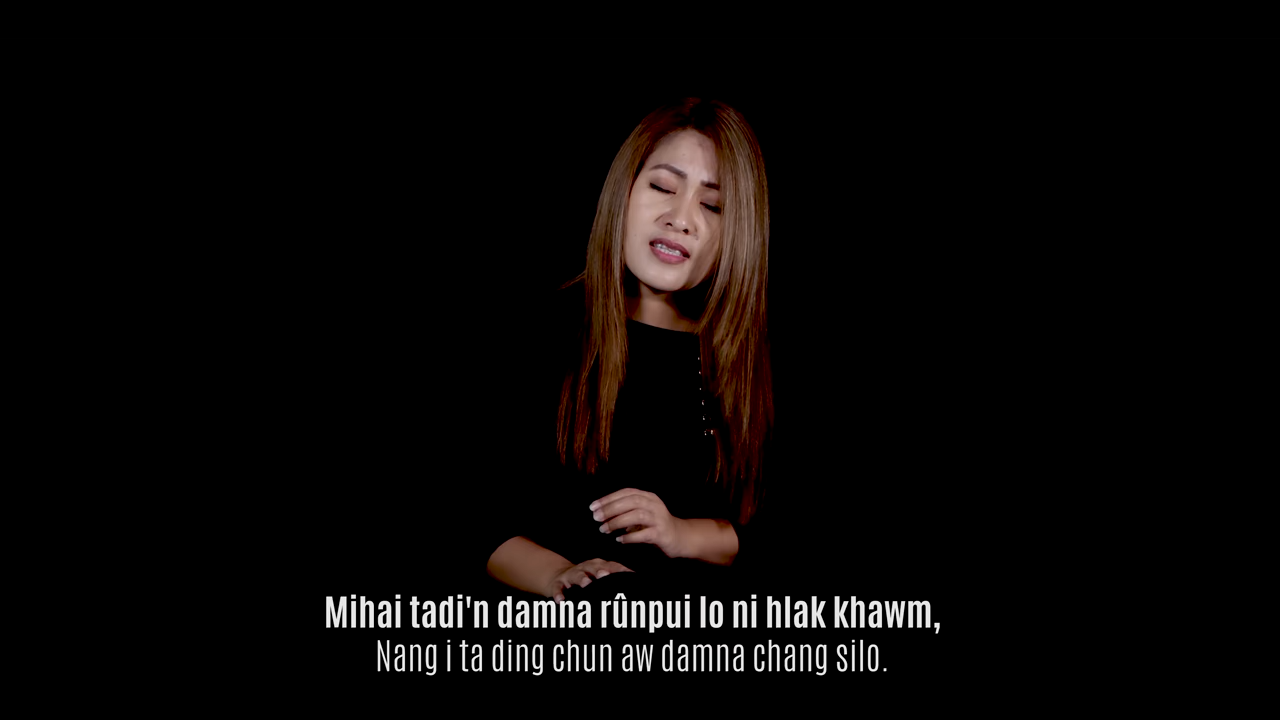 Mihai tadi'n damna rûnpui lo ni hlak khawm,
Nang i ta ding chun aw damna chang silo.